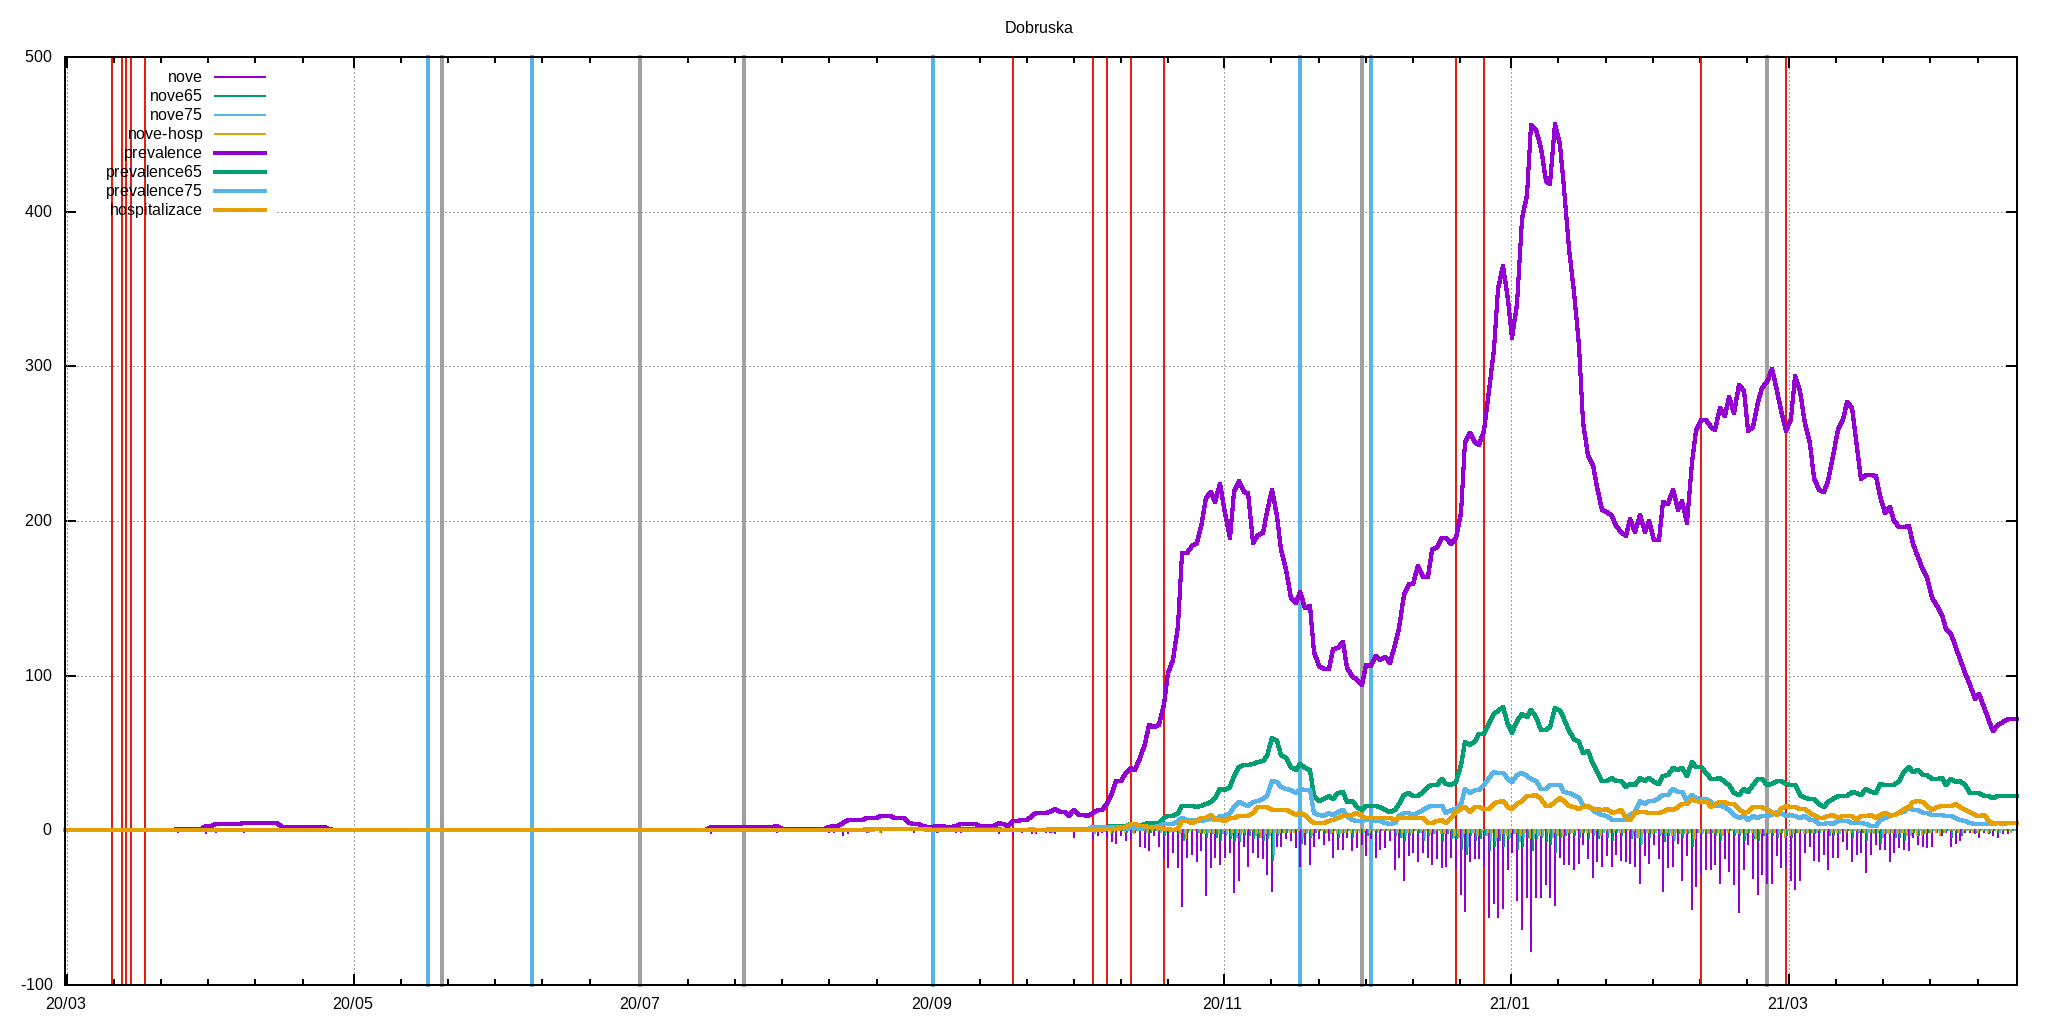 Dobruska
500
400
300
200
100
0
-100
nove
nove65
nove75
nove-hosp
prevalence
prevalence65
prevalence75
hospitalizace
20/03 20/05 20/07 20/09 20/11 21/01 21/03